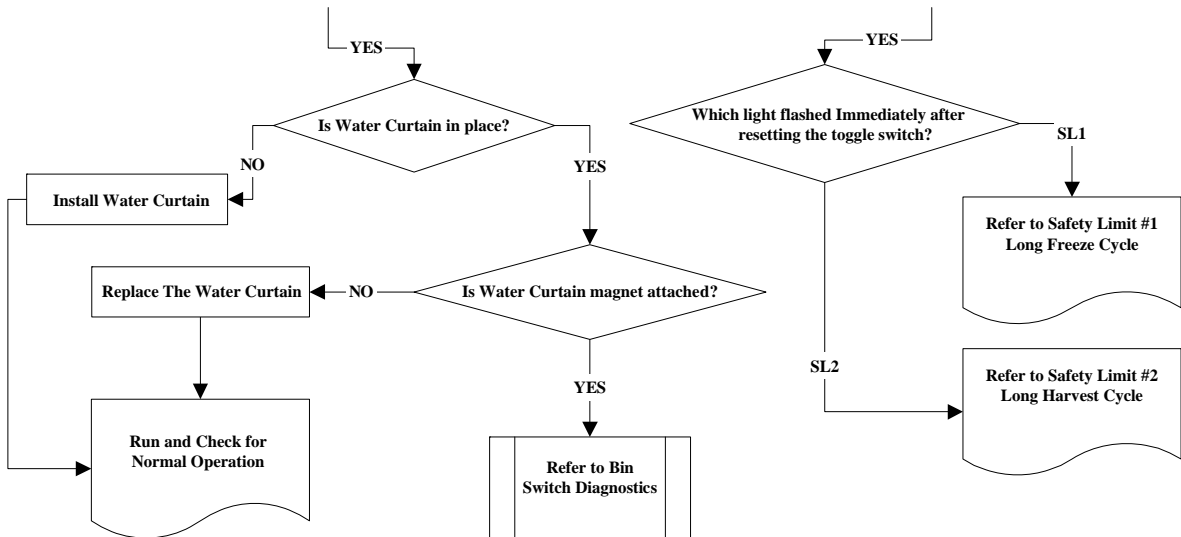 YES
Is Water Curtain in place?
NO
YES
Install Water Curtain
Replace The Water Curtain
NO
Is Water Curtain magnet attached?
YES
Run and Check for
Normal Operation
Refer to Bin
Switch Diagnostics
YES
Which light flashed Immediately after
resetting the toggle switch?
SL1
Refer to Safety Limit #1
Long Freeze Cycle
SL2
Refer to Safety Limit #2
Long Harvest Cycle